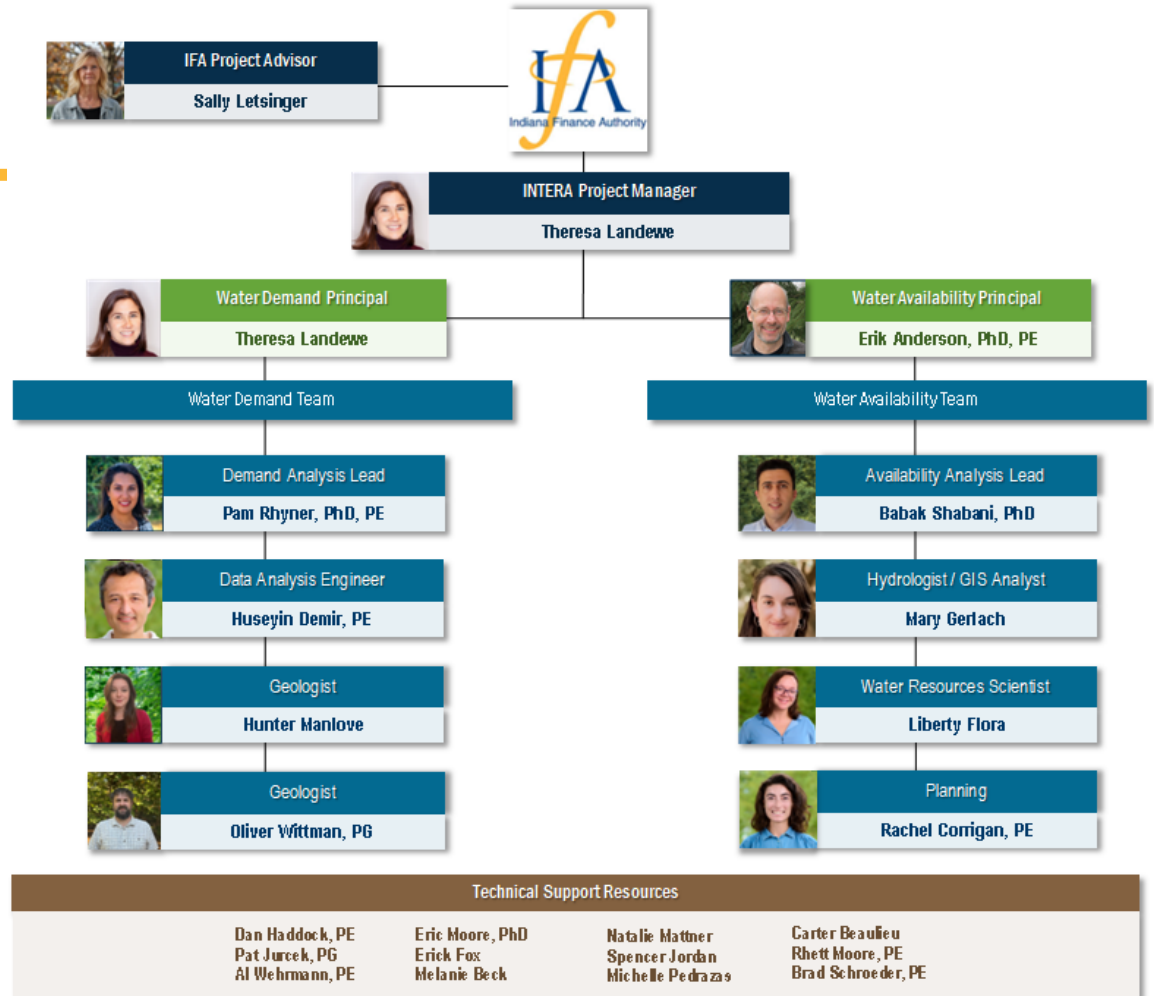 IFA Project Advisor
Sally Letsinger
IFA
Indiana Finance Authority
INTERA Project Manager
Theresa Landewe
Water Demand Principal
Theresa Landewe
Water Availability Principal
Erik Anderson, PhD, PE
Water Demand Team
Water Availability Team
Demand Analysis Lead
Pam Rhyner, PhD, PE
Availability Analysis Lead
Babak Shabani, PhD
Data Analysis Engineer
Huseyin Demir, PE
Hydrologist / GIS Analyst
Mary Gerlach
Geologist
Hunter Manlove
Water Resources Scientist
Liberty Flora
Geologist
Oliver Wittman, PG
Planning
Rachel Corrigan, PE
Technical Support Resources
Dan Haddock, PE
Pat Jurcek, PG
Al Wehrmann, PE
Eric Moore, PhD
Erick Fox
Melanie Beck
Natalie Mattner
Spencer Jordan
Michelle Pedrazas
Carter Beaulieu
Rhett Moore, PE
Brad Schroeder, PE